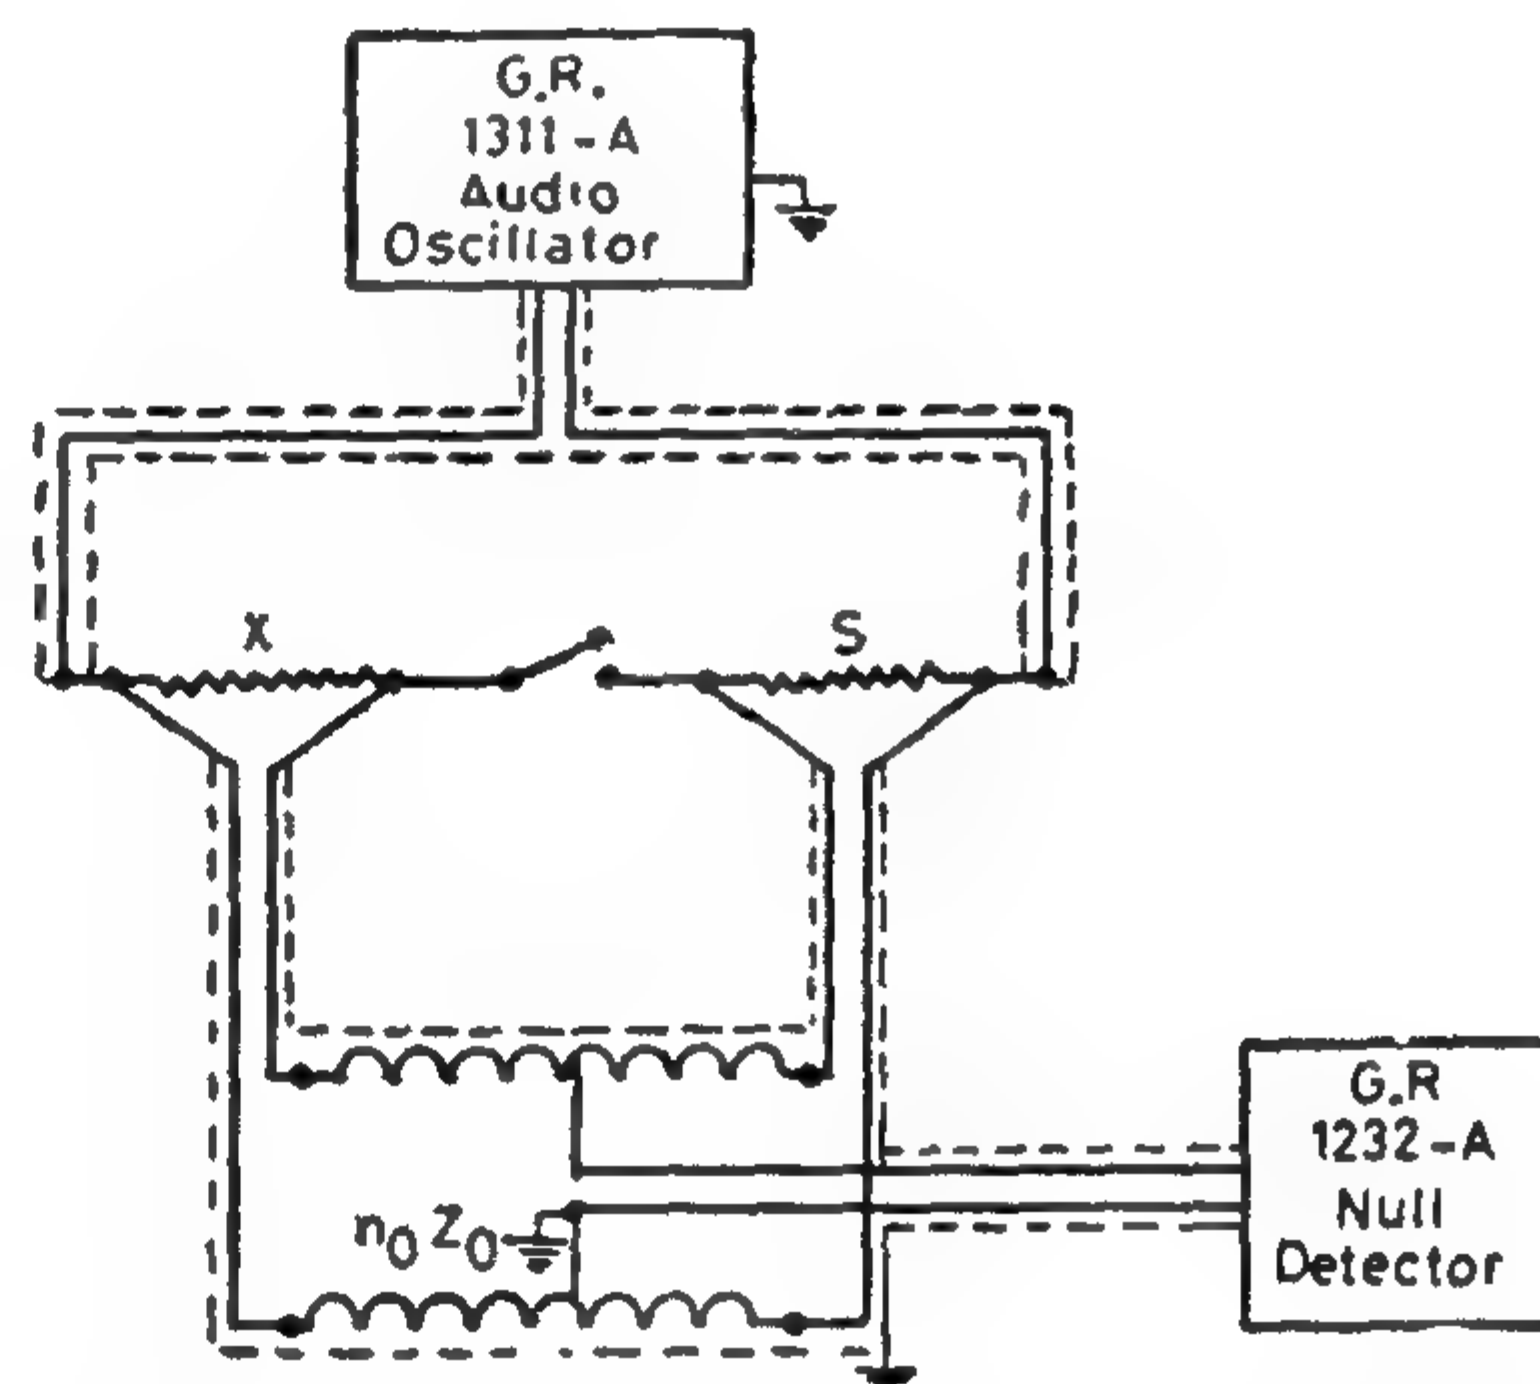 G.R.
1311-A
Audio
Oscillator
X
S
n₀ Z₀
G.R
1232-A
Null
Detector